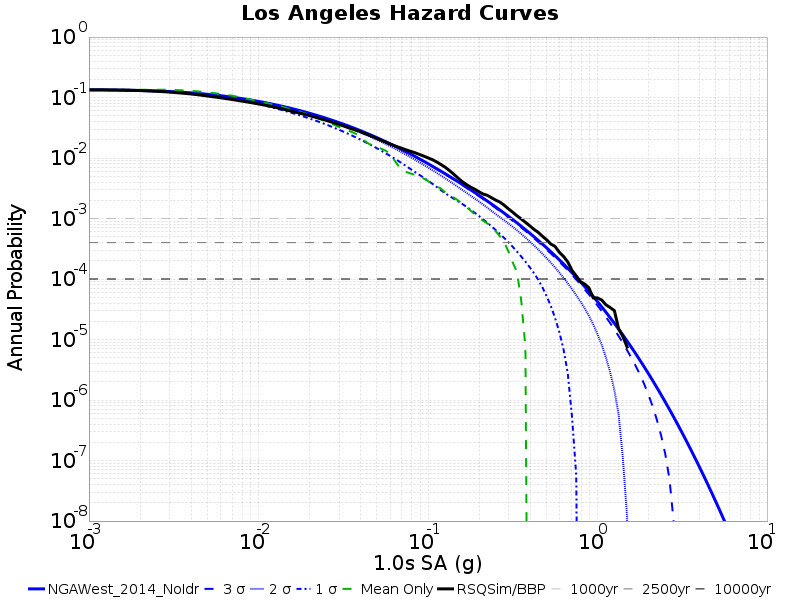 Los Angeles Hazard Curves
Annual Probability
10^0
10^-1
10^-2
10^-3
10^-4
10^-5
10^-6
10^-7
10^-8
10^-3 10^-2 10^-1 10^0 10^1
1.0s SA (g)
NGAWest_2014_NoIdr 3 σ 2 σ 1 σ Mean Only RSQSim/BBP 1000yr 2500yr 10000yr